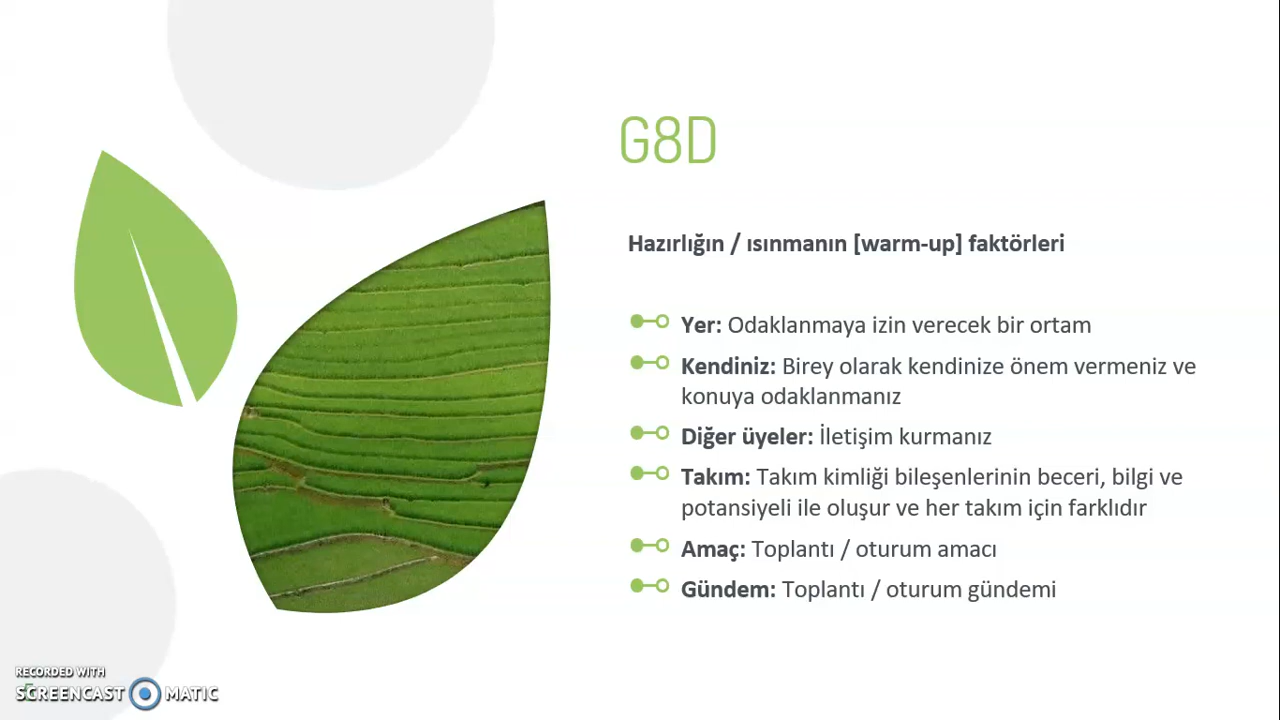 G8D
Hazırlığın / ısınmanın [warm-up] faktörleri
Yer: Odaklanmaya izin verecek bir ortam
Kendiniz: Birey olarak kendinize önem vermeniz ve
konuya odaklanmanız
Diğer üyeler: İletişim kurmanız
Takım: Takım kimliği bileşenlerinin beceri, bilgi ve
potansiyeli ile oluşur ve her takım için farklıdır
Amaç: Toplantı / oturum amacı
Gündem: Toplantı / oturum gündemi
RECORDED WITH
SCREENCAST MATIC